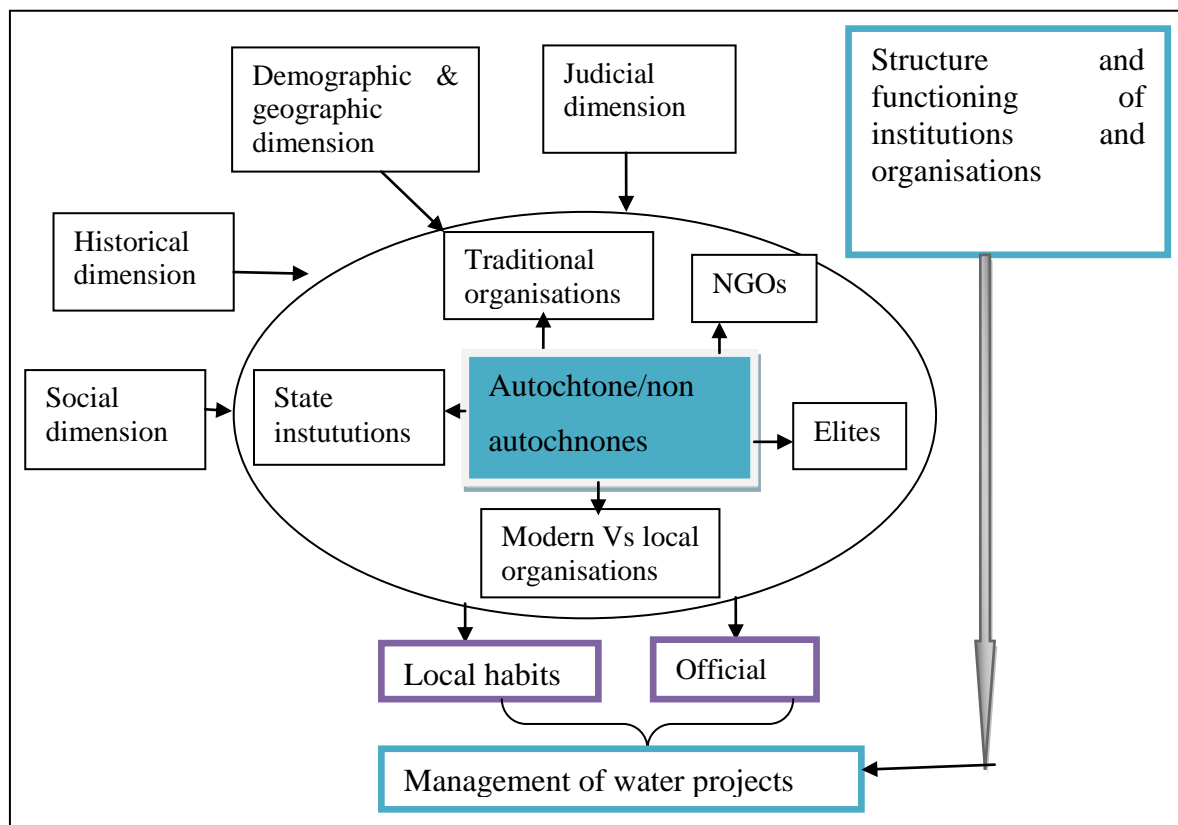 Demographic &
geographic
dimension
Judicial
dimension
Structure and
functioning of
institutions and
organisations
Historical
dimension
Traditional
organisations
NGOs
Social
dimension
State
instututions
Autochtone/non
autochnones
Elites
Modern Vs local
organisations
Local habits
Official
Management of water projects